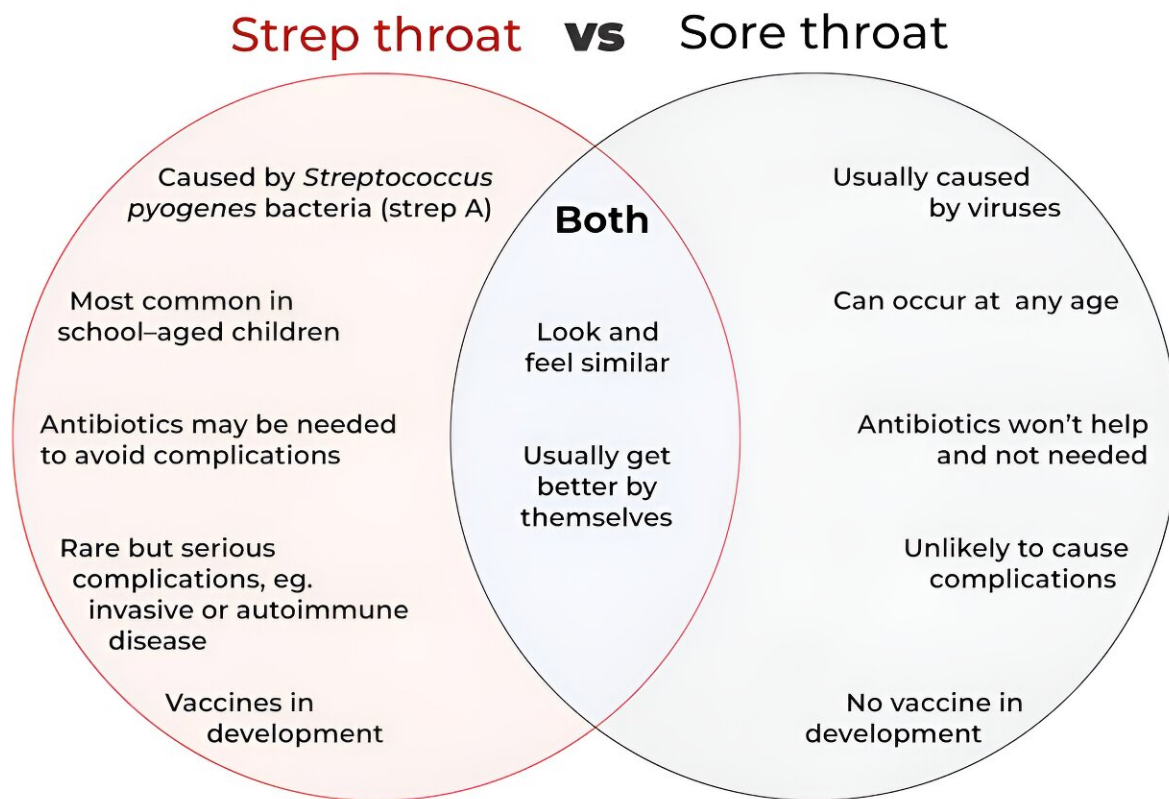 Strep throat vs Sore throat
Caused by Streptococcus
pyogenes bacteria (strep A)
Most common in
school–aged children
Antibiotics may be needed
to avoid complications
Rare but serious
complications, eg.
invasive or autoimmune
disease
Vaccines in
development
Both
Look and
feel similar
Usually get
better by
themselves
Usually caused
by viruses
Can occur at any age
Antibiotics won’t help
and not needed
Unlikely to cause
complications
No vaccine in
development